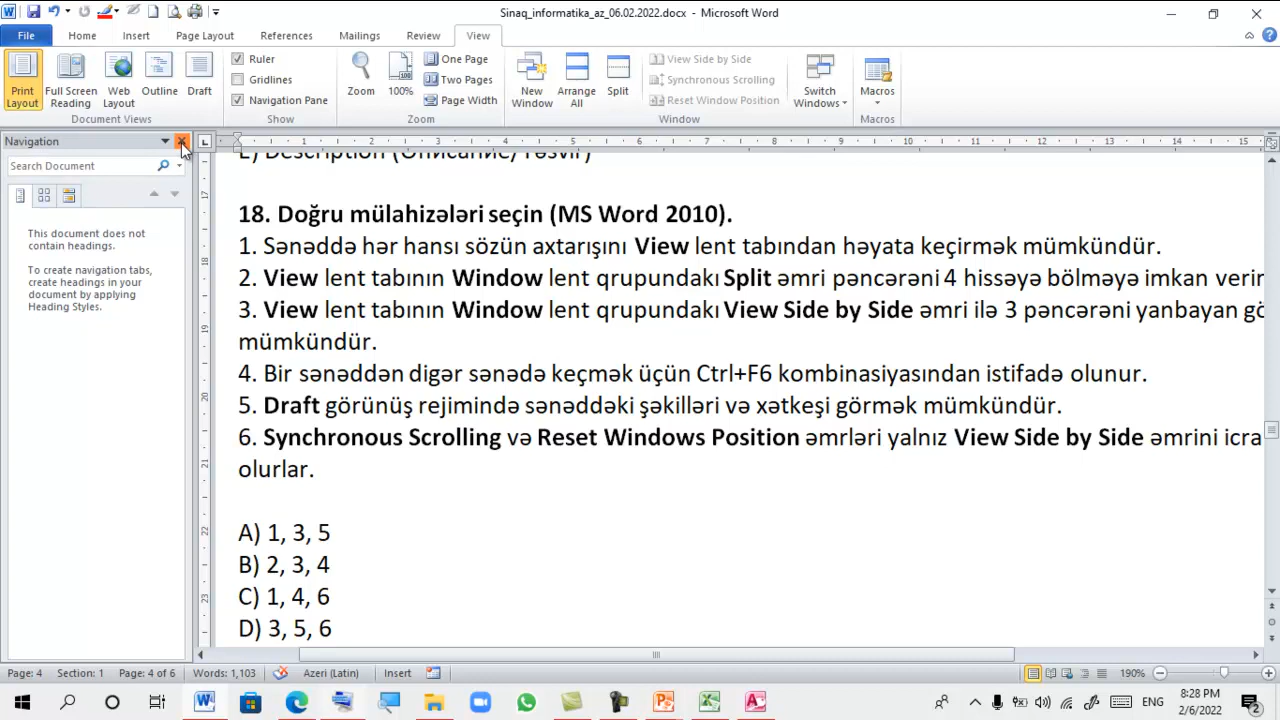 Sinaq_informatika_az_06.02.2022.docx - Microsoft Word
File Home Insert Page Layout References Mailings Review View
Print Layout
Full Screen Reading
Web Layout
Outline
Draft
Document Views
Ruler
Gridlines
Navigation Pane
Show
Zoom
100%
One Page
Two Pages
Page Width
Zoom
New Window
Arrange All
Split
View Side by Side
Synchronous Scrolling
Reset Window Position
Window
Switch Windows
Macros
Macros
Navigation
Search Document
This document does not
contain headings.
To create navigation tabs,
create headings in your
document by applying
Heading Styles.
E) Description (Описание/Təsvir)
18. Doğru mülahizələri seçin (MS Word 2010).
1. Sənəddə hər hansı sözün axtarışını View lent tabından həyata keçirmək mümkündür.
2. View lent tabının Window lent qrupundakı Split əmri pəncərəni 4 hissəyə bölməyə imkan verir
3. View lent tabının Window lent qrupundakı View Side by Side əmri ilə 3 pəncərəni yanbayan gö
mümkündür.
4. Bir sənəddən digər sənədə keçmək üçün Ctrl+F6 kombinasiyasından istifadə olunur.
5. Draft görünüş rejimində sənəddəki şəkilləri və xətkeşi görmək mümkündür.
6. Synchronous Scrolling və Reset Windows Position əmrləri yalnız View Side by Side əmrini icra
olurlar.
A) 1, 3, 5
B) 2, 3, 4
C) 1, 4, 6
D) 3, 5, 6
Page: 4 Section: 1 Page: 4 of 6 Words: 1,103 Azeri (Latin) Insert 190%
ENG
8:28 PM
2/6/2022